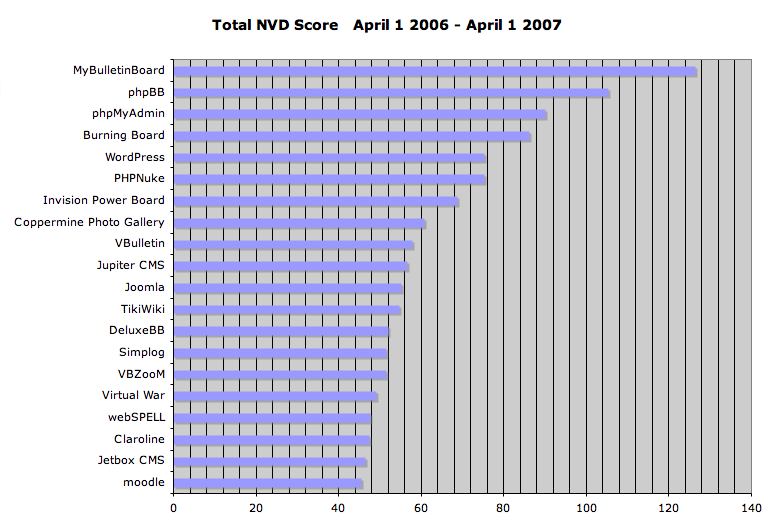 Total NVD Score   April 1 2006 - April 1 2007
MyBulletinBoard
phpBB
phpMyAdmin
Burning Board
WordPress
PHPNuke
Invision Power Board
Coppermine Photo Gallery
VBulletin
Jupiter CMS
Joomla
TikiWiki
DeluxeBB
Simplog
VBZooM
Virtual War
webSPELL
Claroline
Jetbox CMS
moodle
0 20 40 60 80 100 120 140